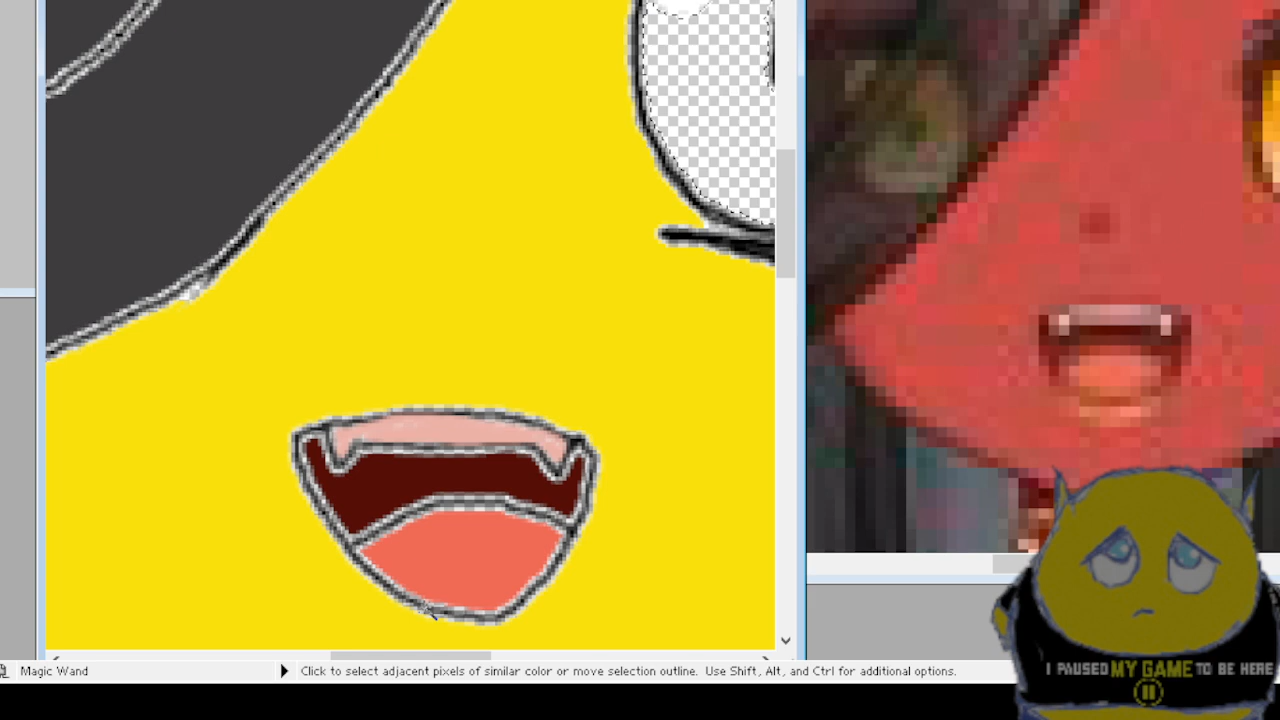 I PAUSED MY GAME TO BE HERE
Magic Wand
Click to select adjacent pixels of similar color or move selection outline. Use Shift, Alt, and Ctrl for additional options.